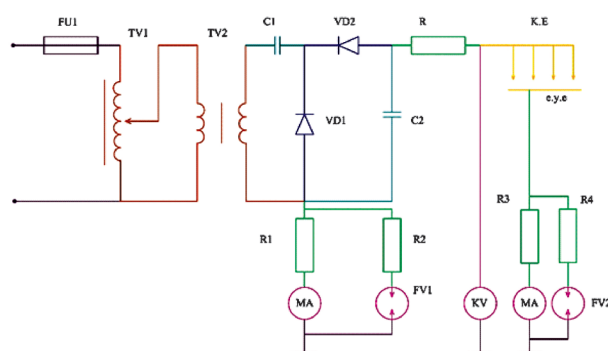 FU1
TV1
TV2
C1
VD2
R
K.E
VD1
C2
e.y.e
R1
R2
R3
R4
MA
FV1
KV
MA
FV2